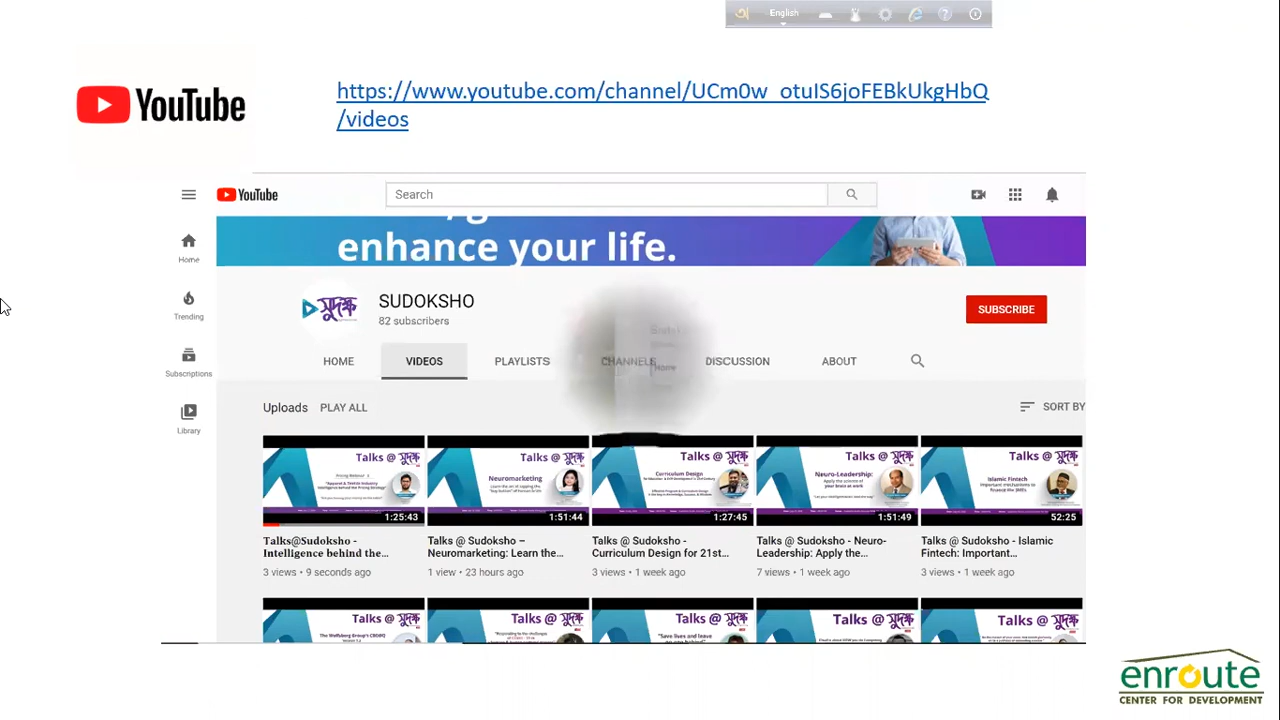 English
YouTube
https://www.youtube.com/channel/UCm0w_otuIS6joFEBkUkgHbQ
/videos
YouTube
Search
enhance your life.
Home
Trending
Subscriptions
Library
সুদক্ষ
SUDOKSHO
82 subscribers
SUBSCRIBE
HOME VIDEOS PLAYLISTS CHANNELS DISCUSSION ABOUT
Home
Uploads PLAY ALL
SORT BY
Talks @ সুদক্ষ
1:25:43
Talks@Sudoksho -
Intelligence behind the...
3 views • 9 seconds ago
Talks @ সুদক্ষ
Neuromarketing
1:51:44
Talks @ Sudoksho –
Neuromarketing: Learn the...
1 view • 23 hours ago
Talks @ সুদক্ষ
Curriculum Design
1:27:45
Talks @ Sudoksho -
Curriculum Design for 21st...
3 views • 1 week ago
Talks @ সুদক্ষ
Neuro-Leadership:
1:51:49
Talks @ Sudoksho - Neuro-
Leadership: Apply the...
7 views • 1 week ago
Talks @ সুদক্ষ
Islamic Fintech
52:25
Talks @ Sudoksho - Islamic
Fintech: Important...
3 views • 1 week ago
Talks @ সুদক্ষ
Talks @ সুদক্ষ
Talks @ সুদক্ষ
Talks @ সুদক্ষ
Talks @ সুদক্ষ
enroute
CENTER FOR DEVELOPMENT